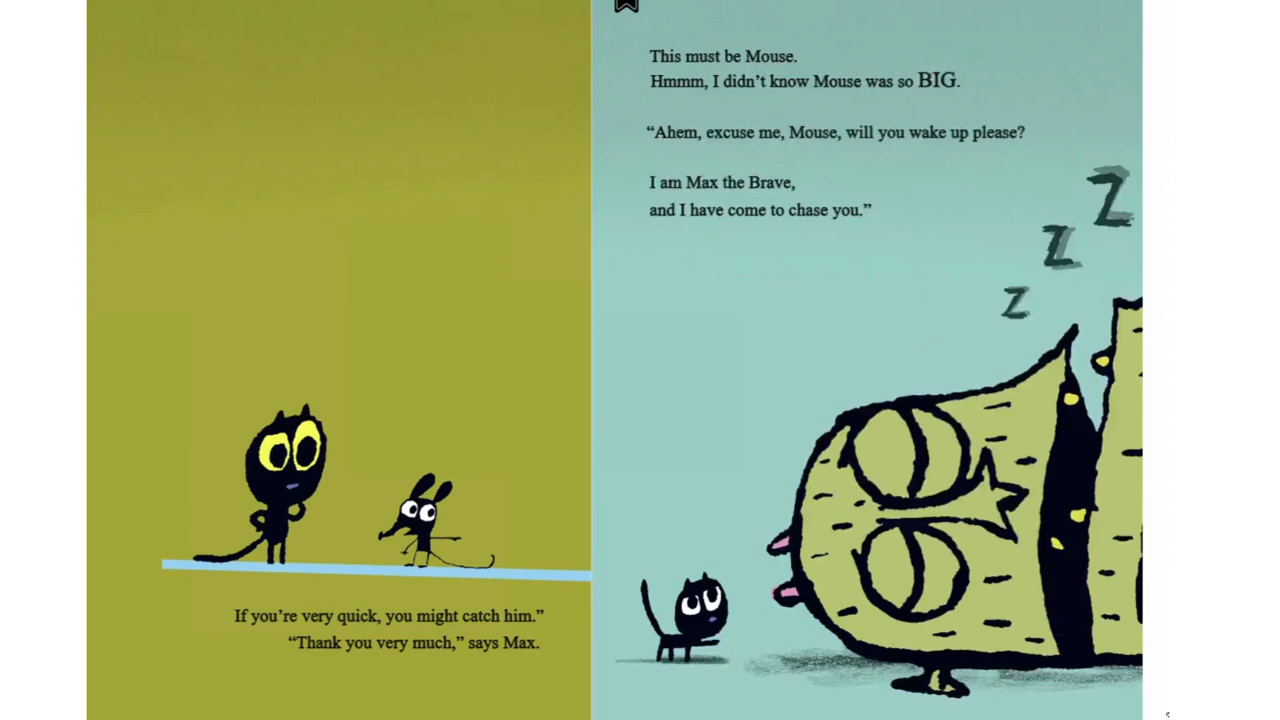 If you're very quick, you might catch him.”
“Thank you very much,” says Max.
This must be Mouse.
Hmmm, I didn't know Mouse was so BIG.
“Ahem, excuse me, Mouse, will you wake up please?
I am Max the Brave,
and I have come to chase you.”
Z
Z
Z